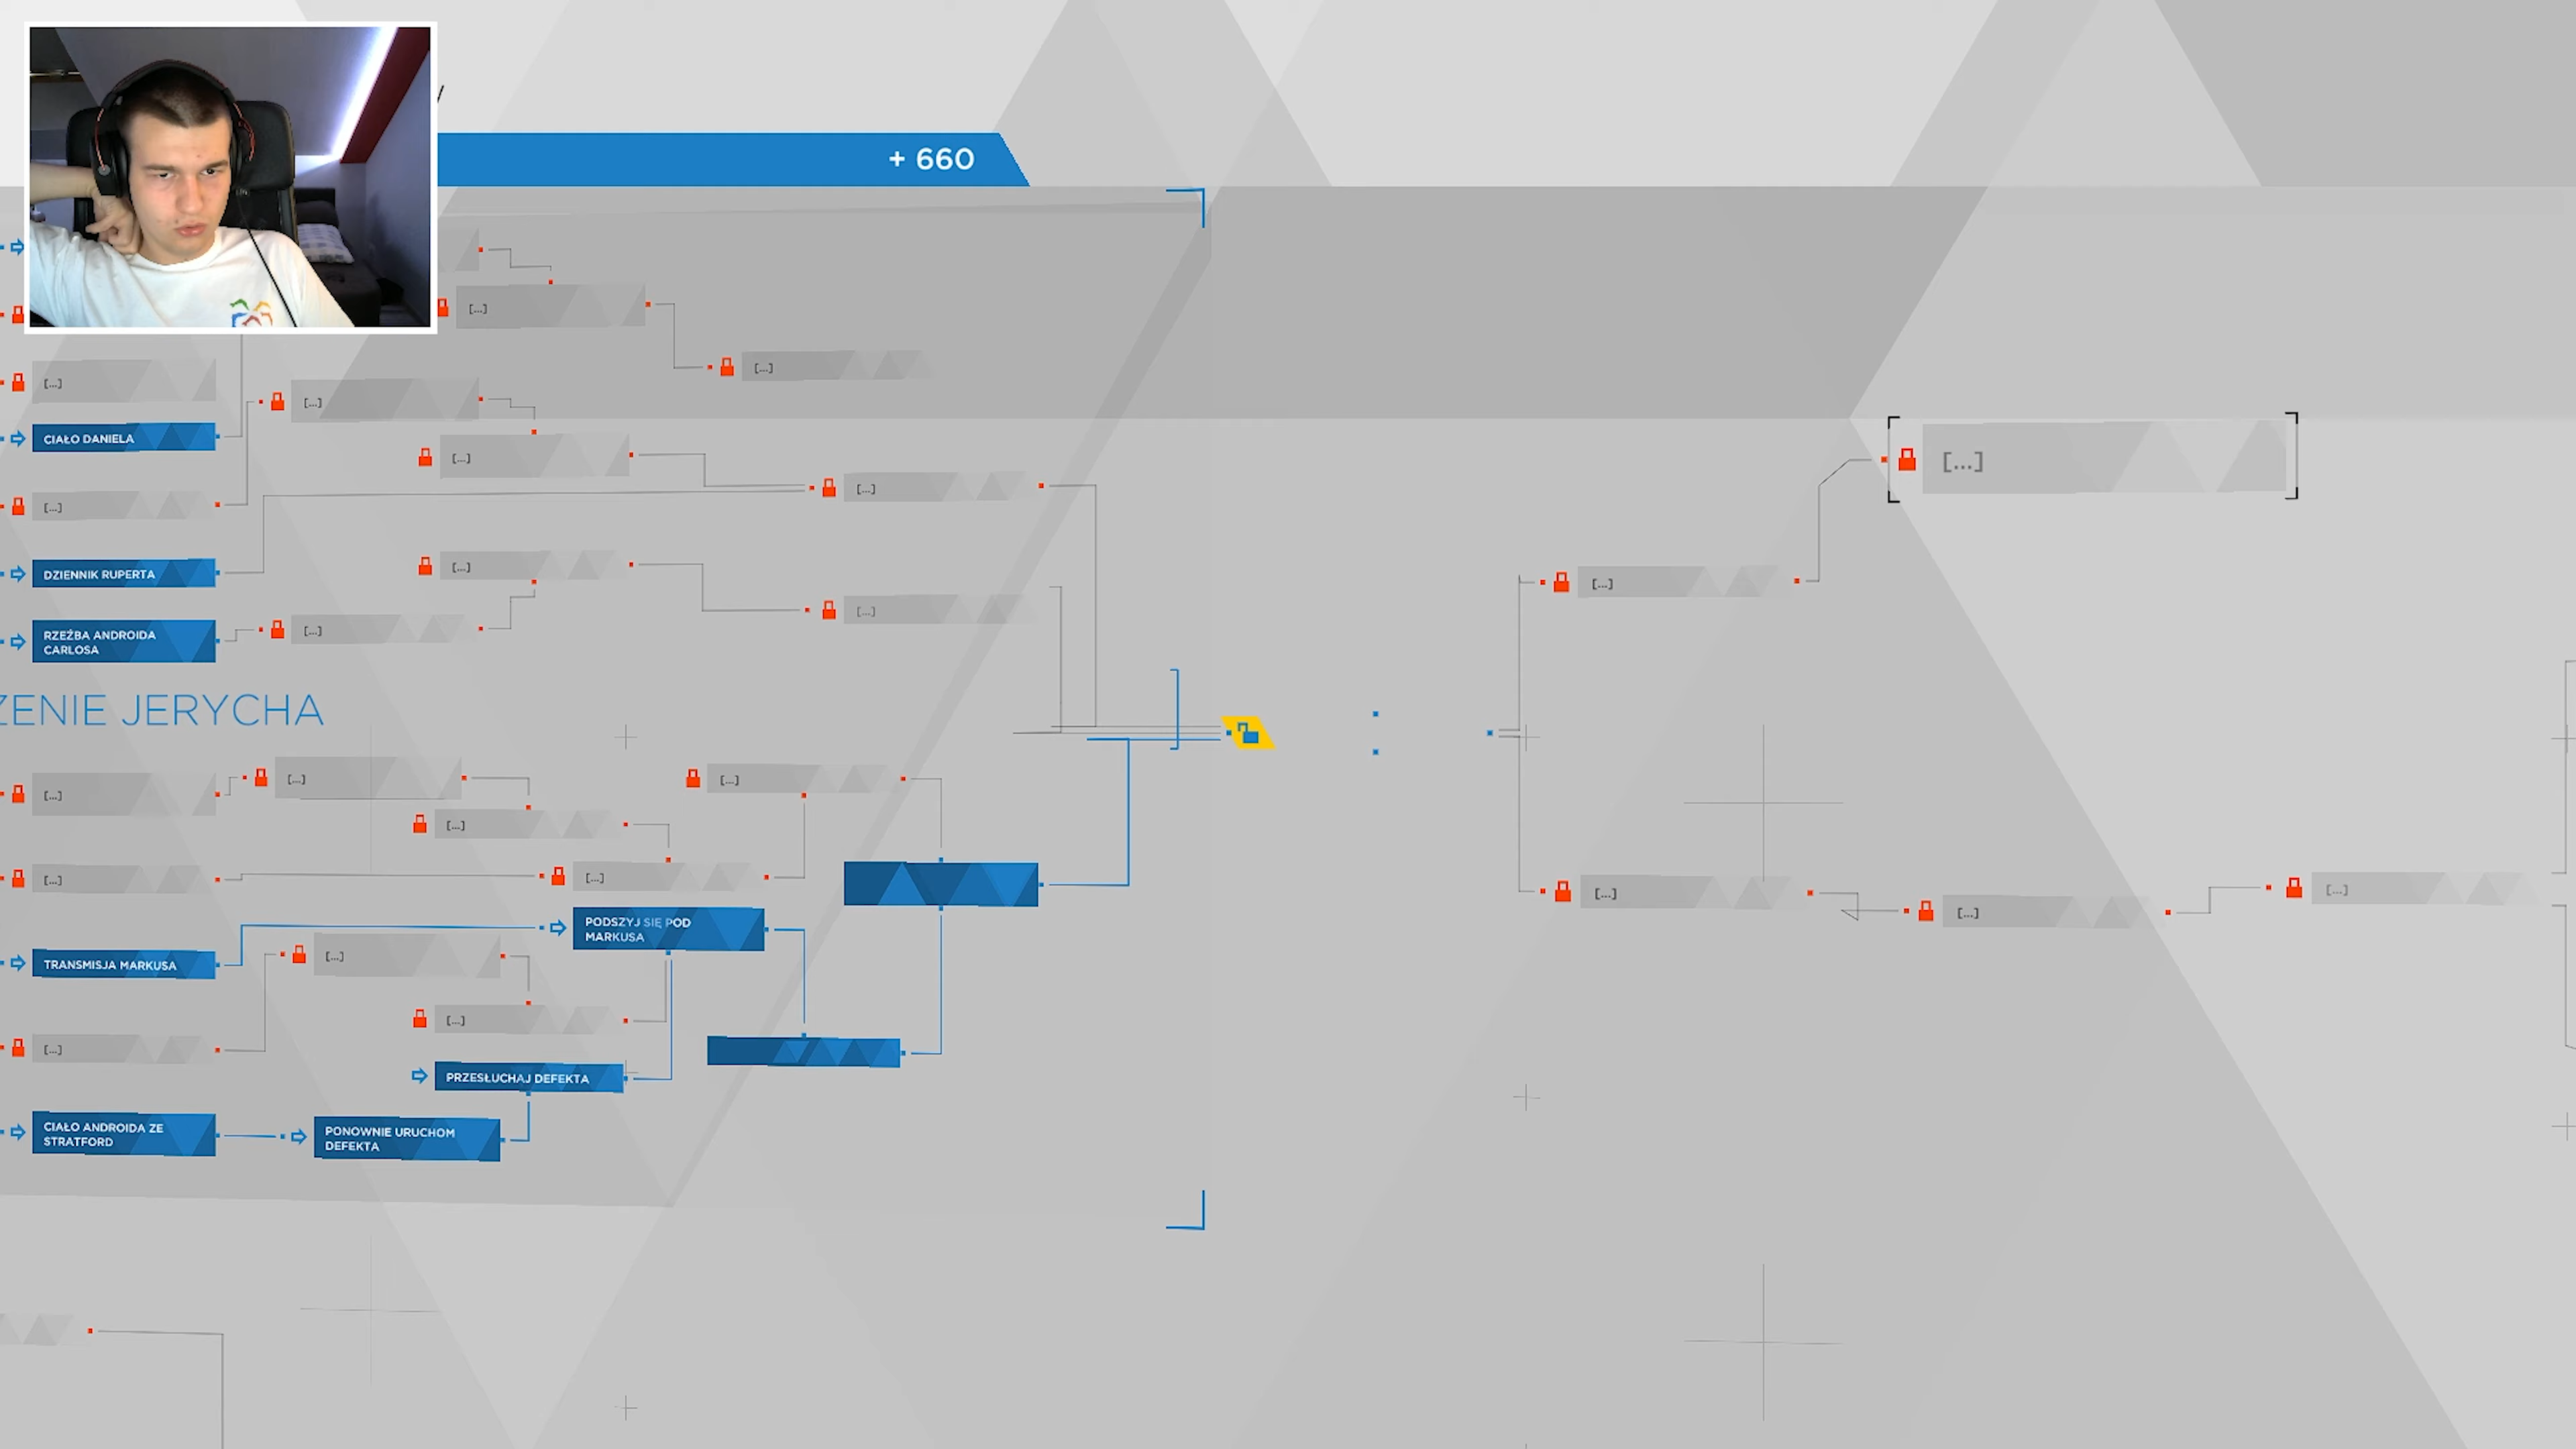 + 660
[...]
[...]
[...]
[...]
CIAŁO DANIELA
[...]
[...]
[...]
[...]
[...]
DZIENNIK RUPERTA
[...]
[...]
[...]
RZEŹBA ANDROIDA
CARLOSA
[...]
ZENIE JERYCHA
[...]
[...]
[...]
[...]
[...]
[...]
[...]
[...]
[...]
PODSZYJ SIĘ POD
MARKUSA
[...]
TRANSMISJA MARKUSA
[...]
[...]
[...]
PRZESŁUCHAJ DEFEKTA
CIAŁO ANDROIDA ZE
STRATFORD
PONOWNIE URUCHOM
DEFEKTA